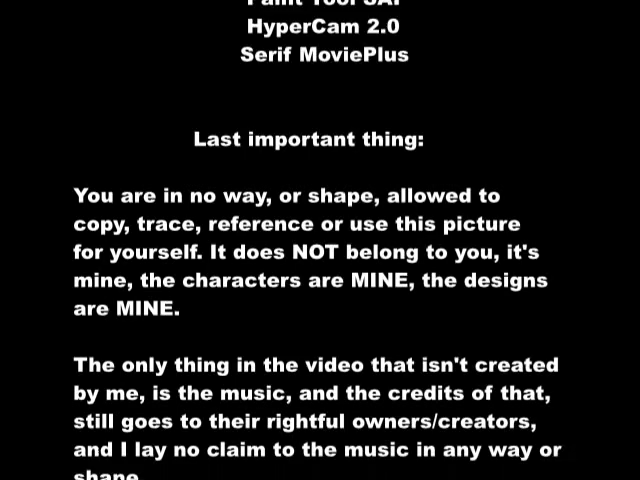 Paint Tool SAI
HyperCam 2.0
Serif MoviePlus
Last important thing:
You are in no way, or shape, allowed to
copy, trace, reference or use this picture
for yourself. It does NOT belong to you, it's
mine, the characters are MINE, the designs
are MINE.
The only thing in the video that isn't created
by me, is the music, and the credits of that,
still goes to their rightful owners/creators,
and I lay no claim to the music in any way or
shape